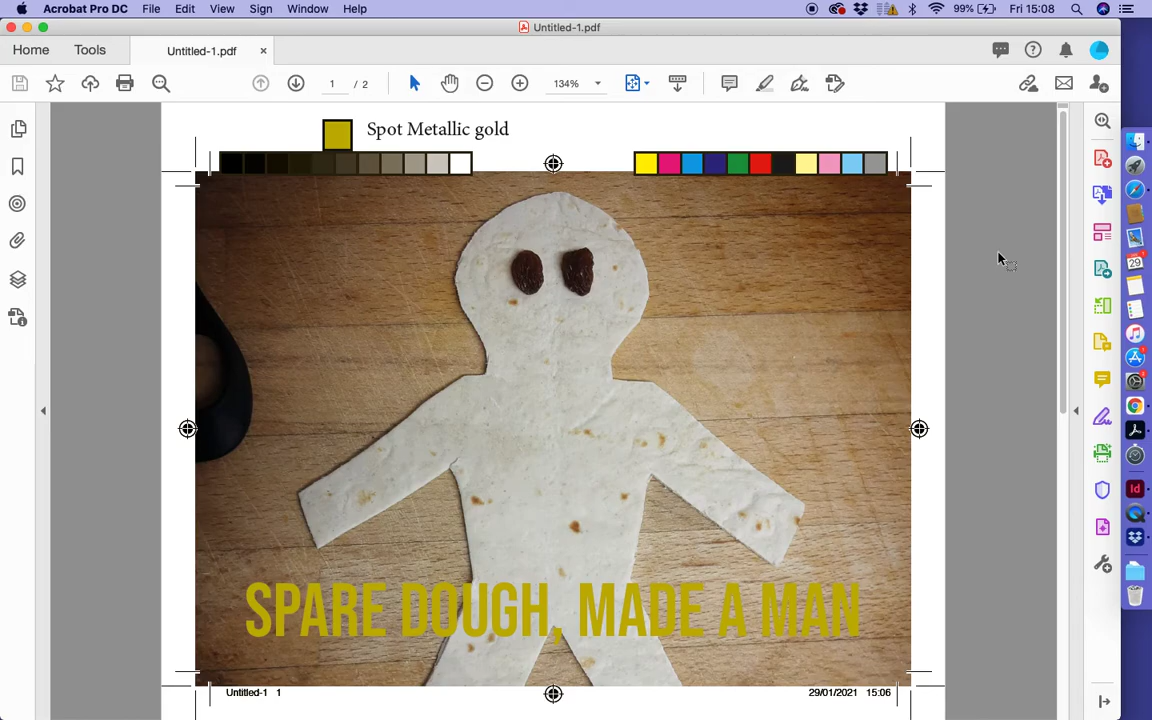 Acrobat Pro DC File Edit View Sign Window Help 99% Fri 15:08
Untitled-1.pdf
Home Tools Untitled-1.pdf
1 / 2 134%
Spot Metallic gold
29
SPARE DOUGH, MADE A MAN
Id
Untitled-1 1 29/01/2021 15:06